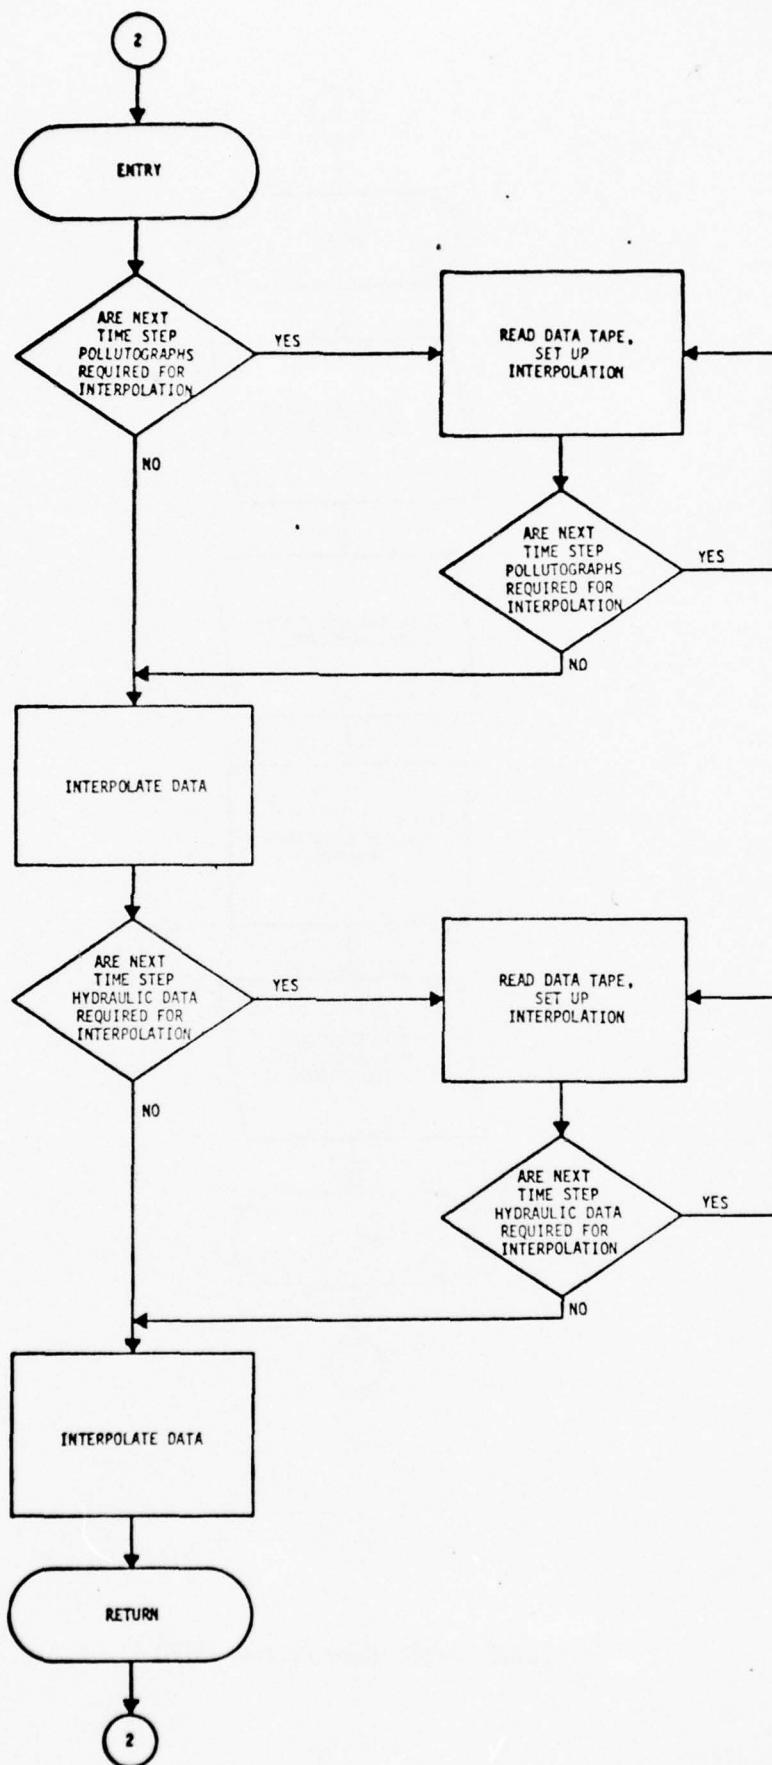 2
ENTRY
ARE NEXT
TIME STEP
POLLUTOGRAPHS
REQUIRED FOR
INTERPOLATION
YES
READ DATA TAPE,
SET UP
INTERPOLATION
NO
ARE NEXT
TIME STEP
POLLUTOGRAPHS
REQUIRED FOR
INTERPOLATION
YES
NO
INTERPOLATE DATA
ARE NEXT
TIME STEP
HYDRAULIC DATA
REQUIRED FOR
INTERPOLATION
YES
READ DATA TAPE,
SET UP
INTERPOLATION
NO
ARE NEXT
TIME STEP
HYDRAULIC DATA
REQUIRED FOR
INTERPOLATION
YES
NO
INTERPOLATE DATA
RETURN
2